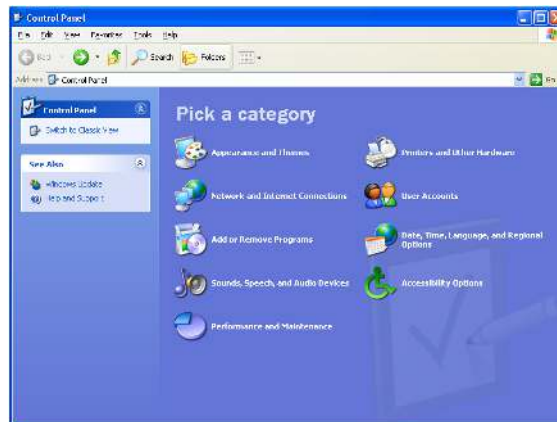 Control Panel
File Edit View Favorites Tools Help
Back Search Folders
Address Control Panel Go
Control Panel
Switch to Classic View
See Also
Windows Update
Help and Support
Pick a category
Appearance and Themes
Printers and Other Hardware
Network and Internet Connections
User Accounts
Add or Remove Programs
Date, Time, Language, and Regional
Options
Sounds, Speech, and Audio Devices
Accessibility Options
Performance and Maintenance